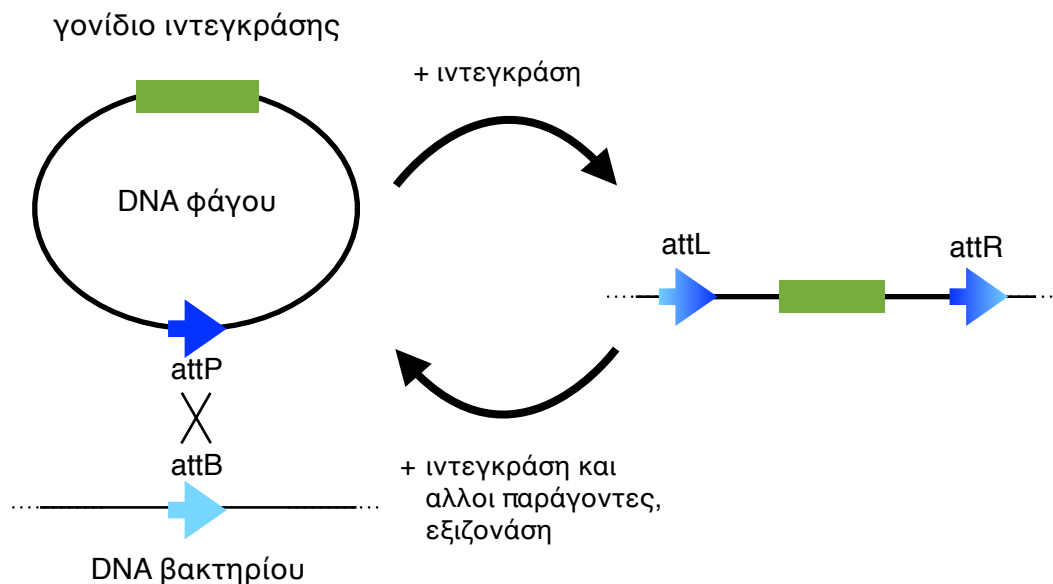 γονίδιο ιντεγκράσης
+ ιντεγκράση
DNA φάγου
attL
attR
attP
attB
+ ιντεγκράση και
αλλοι παράγοντες,
εξιζονάση
DNA βακτηρίου